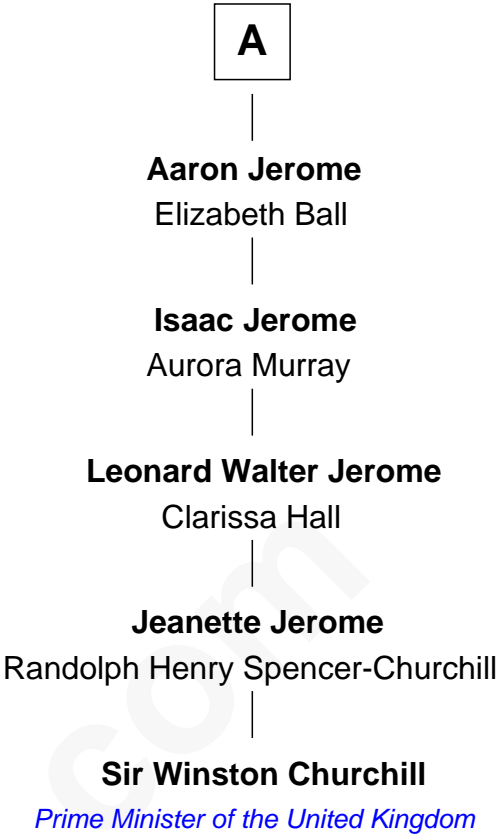 A
Aaron Jerome
Elizabeth Ball
Isaac Jerome
Aurora Murray
Leonard Walter Jerome
Clarissa Hall
Jeanette Jerome
Randolph Henry Spencer-Churchill
Sir Winston Churchill
Prime Minister of the United Kingdom
com